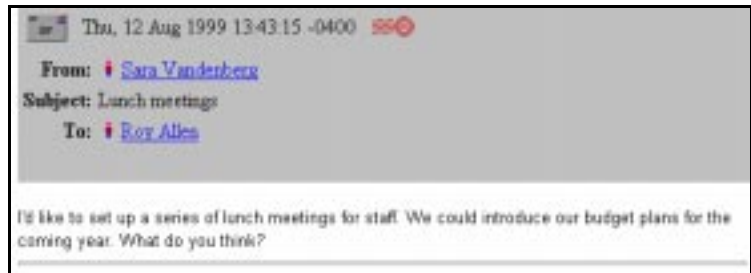 Thu, 12 Aug 1999 13:43:15 -0400
From: Sara Vandenberg
Subject: Lunch meetings
To: Roy Allen
I'd like to set up a series of lunch meetings for staff. We could introduce our budget plans for the
coming year. What do you think?